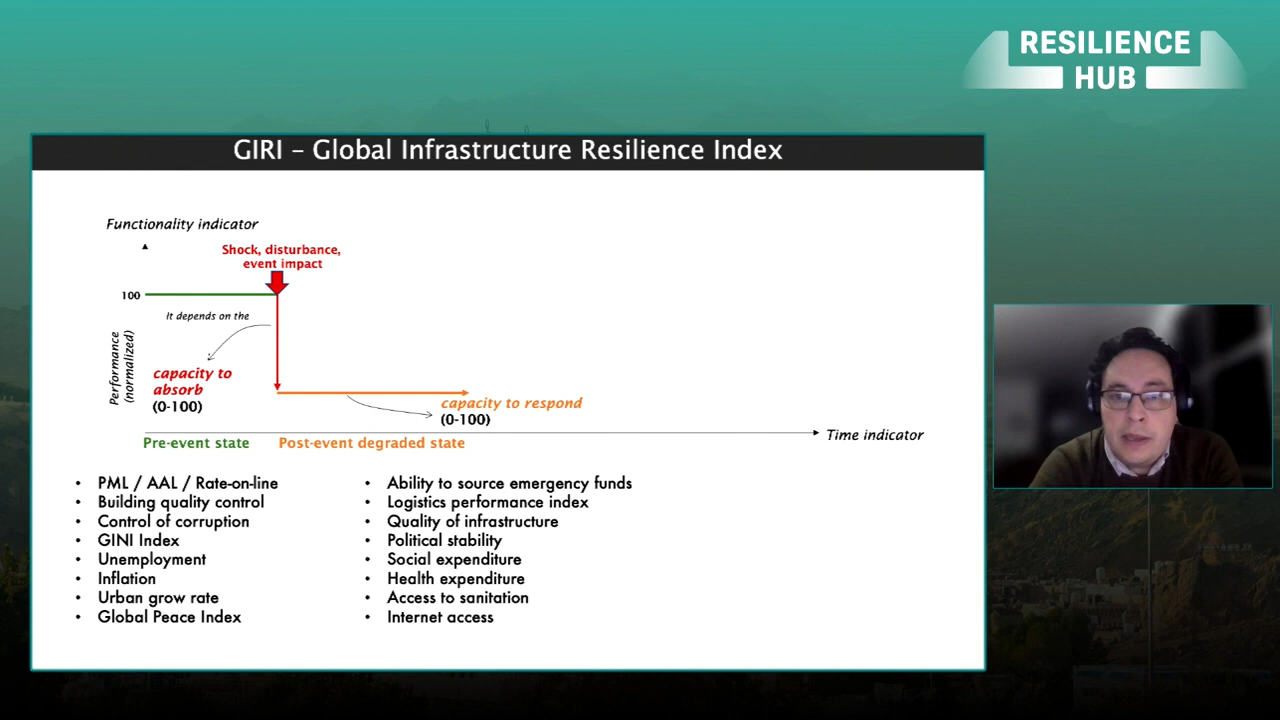 RESILIENCE
HUB
GIRI – Global Infrastructure Resilience Index
Functionality indicator
Shock, disturbance,
event impact
100
It depends on the
Performance
(normalized)
capacity to
absorb
(0-100)
capacity to respond
(0-100)
Time indicator
Pre-event state
Post-event degraded state
• PML / AAL / Rate-on-line
• Building quality control
• Control of corruption
• GINI Index
• Unemployment
• Inflation
• Urban grow rate
• Global Peace Index
• Ability to source emergency funds
• Logistics performance index
• Quality of infrastructure
• Political stability
• Social expenditure
• Health expenditure
• Access to sanitation
• Internet access